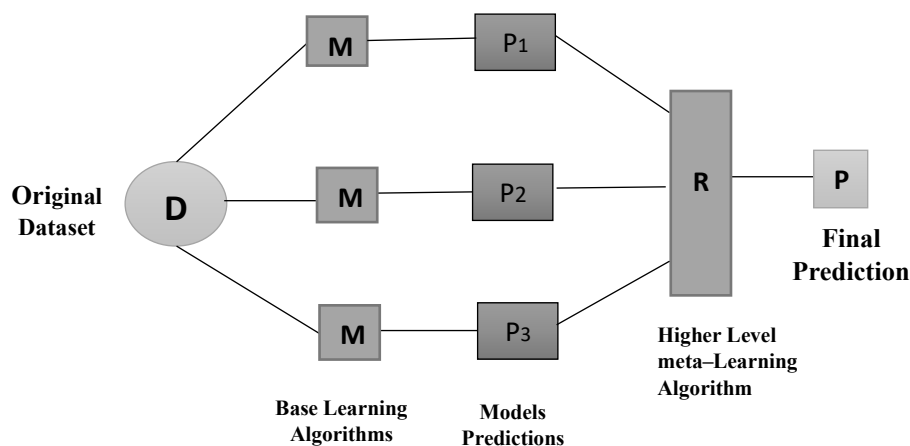 M
P1
Original
Dataset
D
M
P2
R
P
Final
Prediction
M
P3
Higher Level
meta–Learning
Algorithm
Base Learning
Algorithms
Models
Predictions